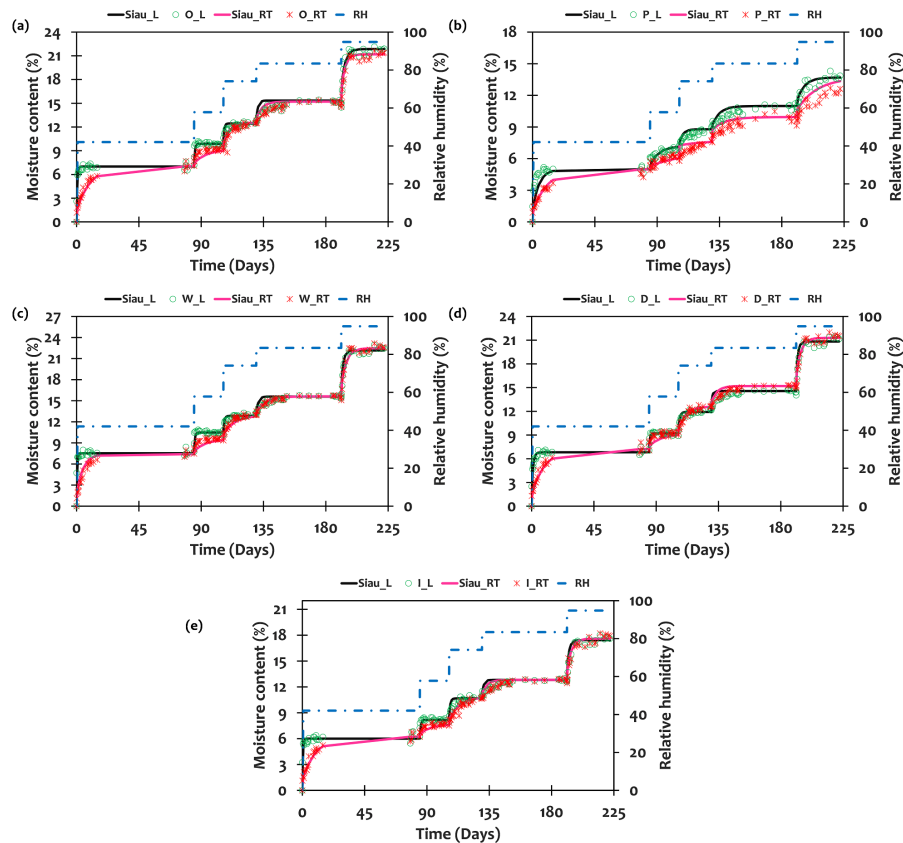 Siau_L O_L Siau_RT O_RT RH
(a)
24
21
18
15
12
9
6
3
0
100
80
60
40
20
0
0 45 90 135 180 225
Moisture content (%)
Relative humidity (%)
Time (Days)
Siau_L P_L Siau_RT P_RT RH
(b)
18
15
12
9
6
3
0
100
80
60
40
20
0
0 45 90 135 180 225
Moisture content (%)
Relative humidity (%)
Time (Days)
Siau_L W_L Siau_RT W_RT RH
(c)
27
24
21
18
15
12
9
6
3
0
100
80
60
40
20
0
0 45 90 135 180 225
Moisture content (%)
Relative humidity (%)
Time (Days)
Siau_L D_L Siau_RT D_RT RH
(d)
24
21
18
15
12
9
6
3
0
100
80
60
40
20
0
0 45 90 135 180 225
Moisture content (%)
Relative humidity (%)
Time (Days)
Siau_L I_L Siau_RT I_RT RH
(e)
21
18
15
12
9
6
3
0
100
80
60
40
20
0
0 45 90 135 180 225
Moisture content (%)
Relative humidity (%)
Time (Days)